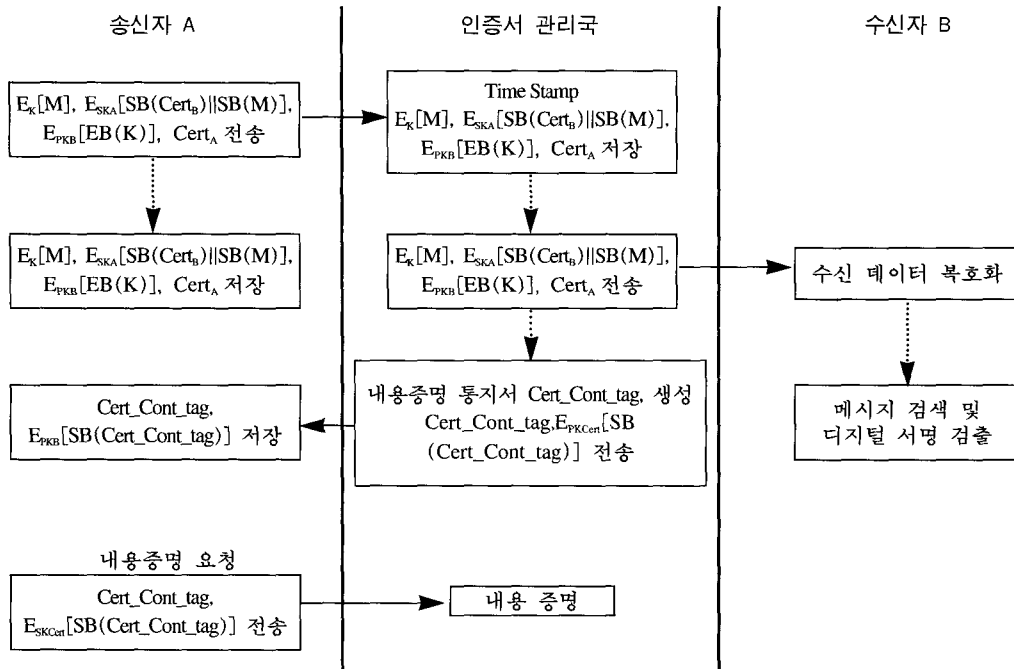 송신자 A
인증서 관리국
수신자 B
E_K[M], E_SKA[SB(Cert_B)||SB(M)],
E_PKB[EB(K)], Cert_A 전송
Time Stamp
E_K[M], E_SKA[SB(Cert_B)||SB(M)],
E_PKB[EB(K)], Cert_A 저장
E_K[M], E_SKA[SB(Cert_B)||SB(M)],
E_PKB[EB(K)], Cert_A 저장
E_K[M], E_SKA[SB(Cert_B)||SB(M)],
E_PKB[EB(K)], Cert_A 전송
수신 데이터 복호화
Cert_Cont_tag,
E_PKB[SB(Cert_Cont_tag)] 저장
내용증명 통지서 Cert_Cont_tag, 생성
Cert_Cont_tag,E_PKCert[SB
(Cert_Cont_tag)] 전송
메시지 검색 및
디지털 서명 검출
내용증명 요청
Cert_Cont_tag,
E_SKCert[SB(Cert_Cont_tag)] 전송
내용 증명